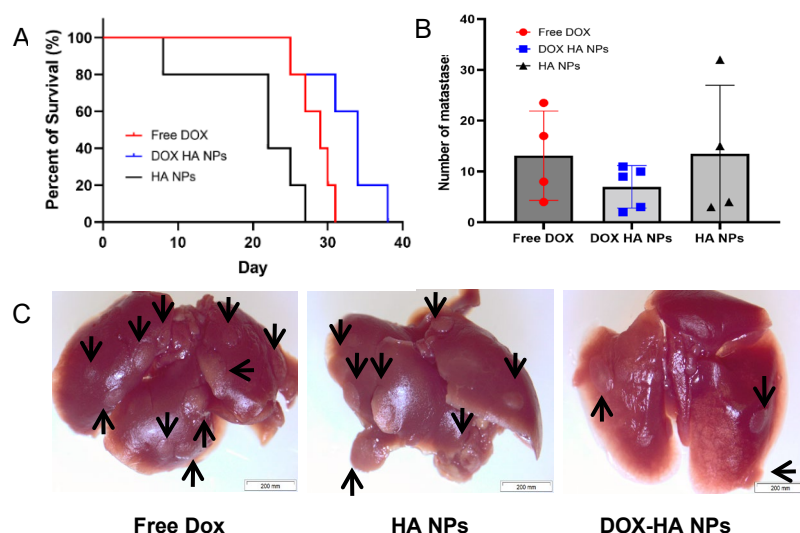 A
Percent of Survival (%)
100
80
60
40
20
0
Free DOX
DOX HA NPs
HA NPs
0
10
20
30
40
Day
B
Number of matastases
40
30
20
10
0
Free DOX
DOX HA NPs
HA NPs
Free DOX
DOX HA NPs
HA NPs
C
200 mm
200 mm
200 mm
Free Dox
HA NPs
DOX-HA NPs